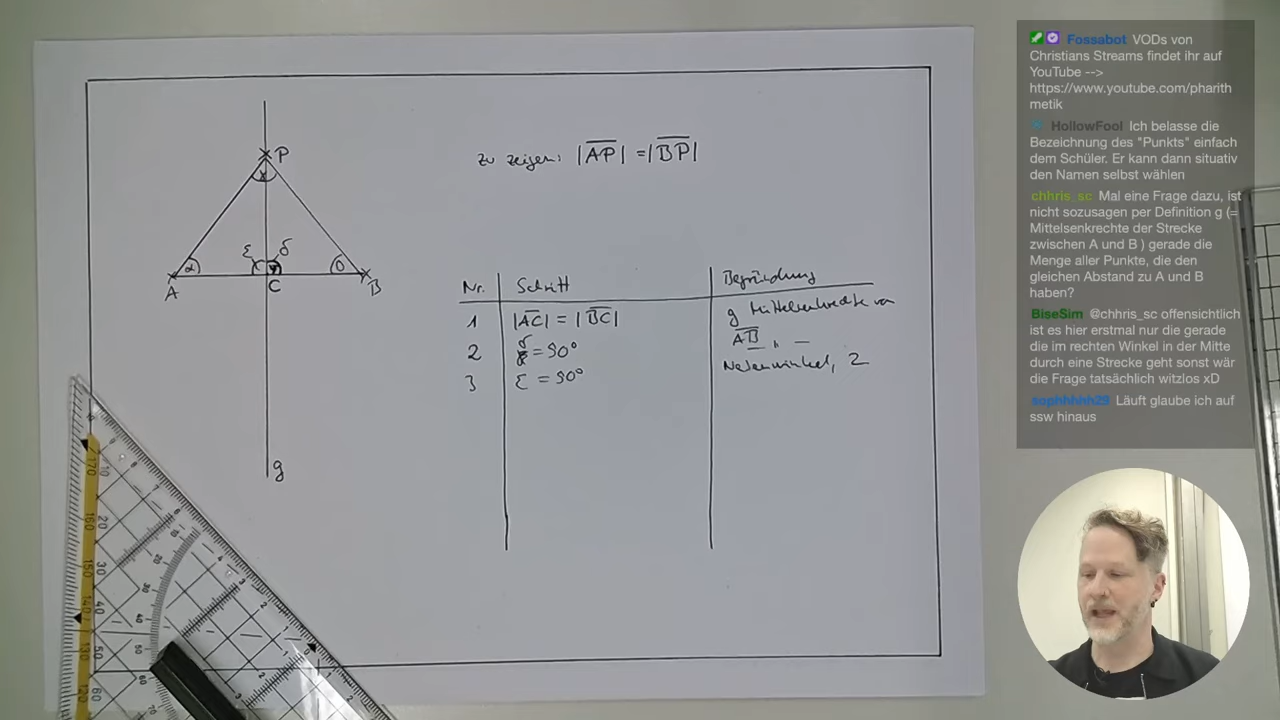 zu zeigen: |AP| = |BP|
P
ε δ
α
A C B
g
Nr. Schritt Begründung
1 |AC| = |BC| g Mittelsenkrechte von
AB
2 δ = 90° " —
3 ε = 90° Nebenwinkel, 2
Fossabot VODs von
Christians Streams findet ihr auf
YouTube -->
https://www.youtube.com/pharith
metik
HollowFool Ich belasse die
Bezeichnung des "Punkts" einfach
dem Schüler. Er kann dann situativ
den Namen selbst wählen
chhris_sc Mal eine Frage dazu, ist
nicht sozusagen per Definition g (=
Mittelsenkrechte der Strecke
zwischen A und B ) gerade die
Menge aller Punkte, die den
gleichen Abstand zu A und B
haben?
BiseSim @chhris_sc offensichtlich
ist es hier erstmal nur die gerade
die im rechten Winkel in der Mitte
durch eine Strecke geht sonst wär
die Frage tatsächlich witzlos xD
sophhhhh29 Läuft glaube ich auf
ssw hinaus